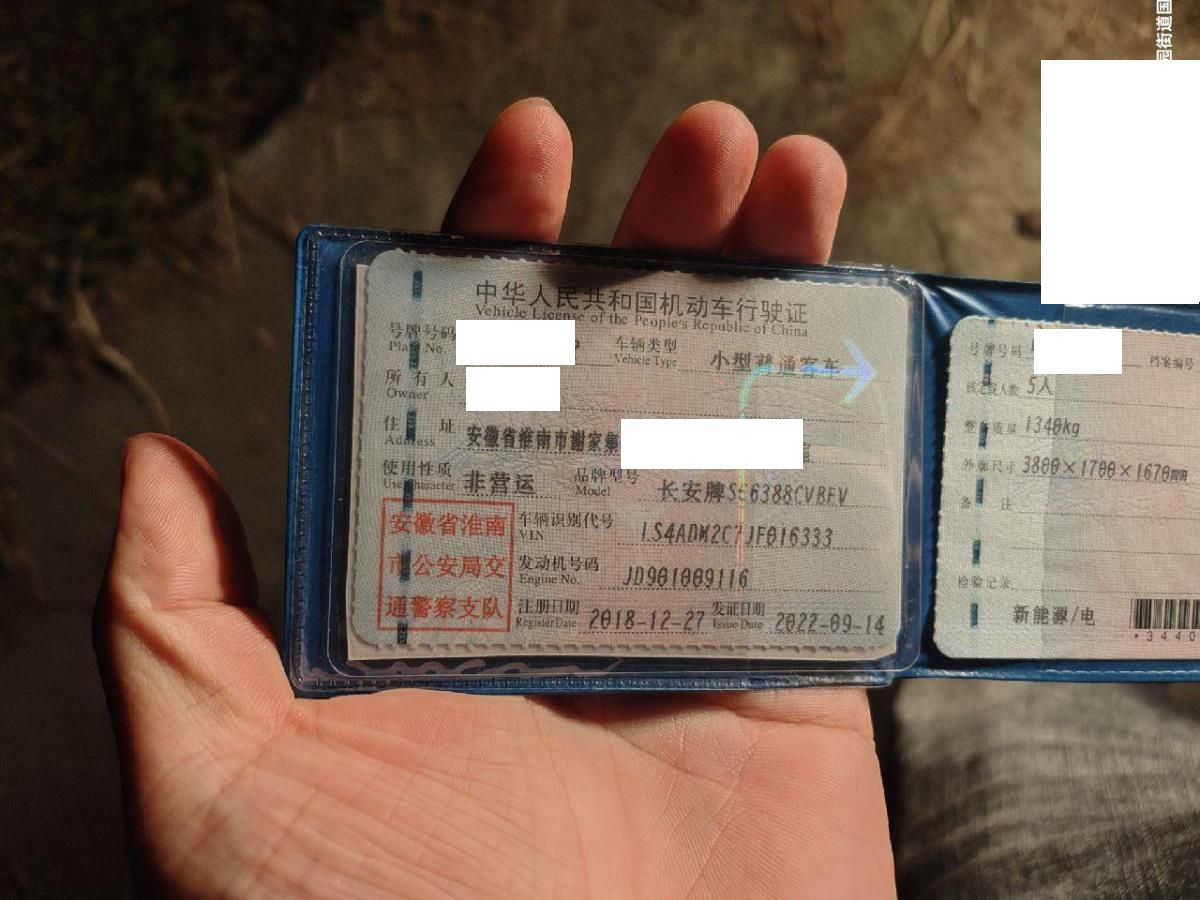 园街道国
中华人民共和国机动车行驶证
Vehicle License of the People's Republic of China
号牌号码
Plate No.
车辆类型 小型普通客车
Vehicle Type
所有人
Owner
住址 安徽省淮南市谢家集
Address
使用性质 非营运
Use Character
品牌型号 长安牌SC6388CVBEV
Model
安徽省淮南
市公安局交
通警察支队
车辆识别代号 LS4ADM2C7JF016333
VIN
发动机号码 JD901009116
Engine No.
注册日期 2018-12-27
Register Date
发证日期 2022-09-14
Issue Date
号牌号码
档案编号
核定载人数 5人
整备质量 1340kg
外廓尺寸 3800×1700×1670mm
备注
检验记录
新能源/电
*3440